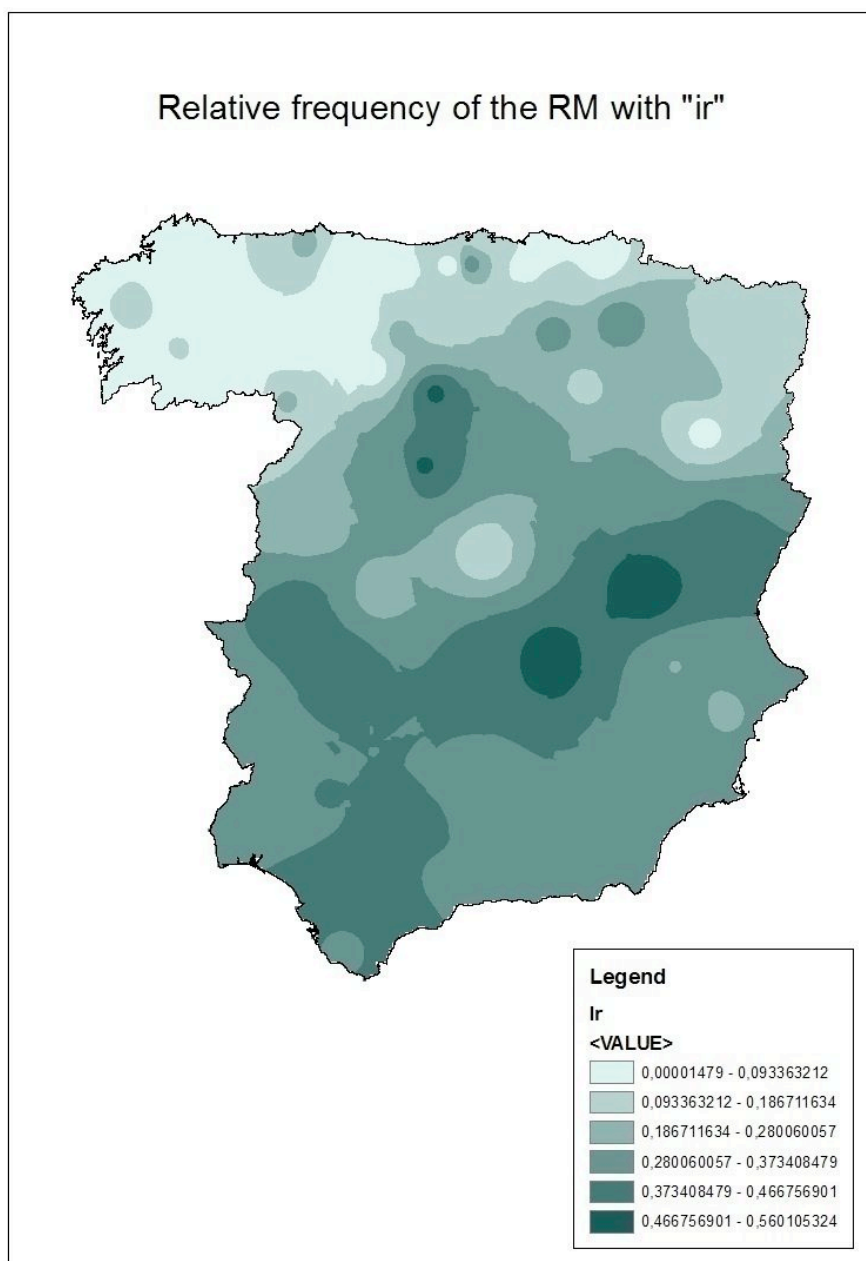 Relative frequency of the RM with "ir"
Legend
Ir
<VALUE>
0,00001479 - 0,093363212
0,093363212 - 0,186711634
0,186711634 - 0,280060057
0,280060057 - 0,373408479
0,373408479 - 0,466756901
0,466756901 - 0,560105324